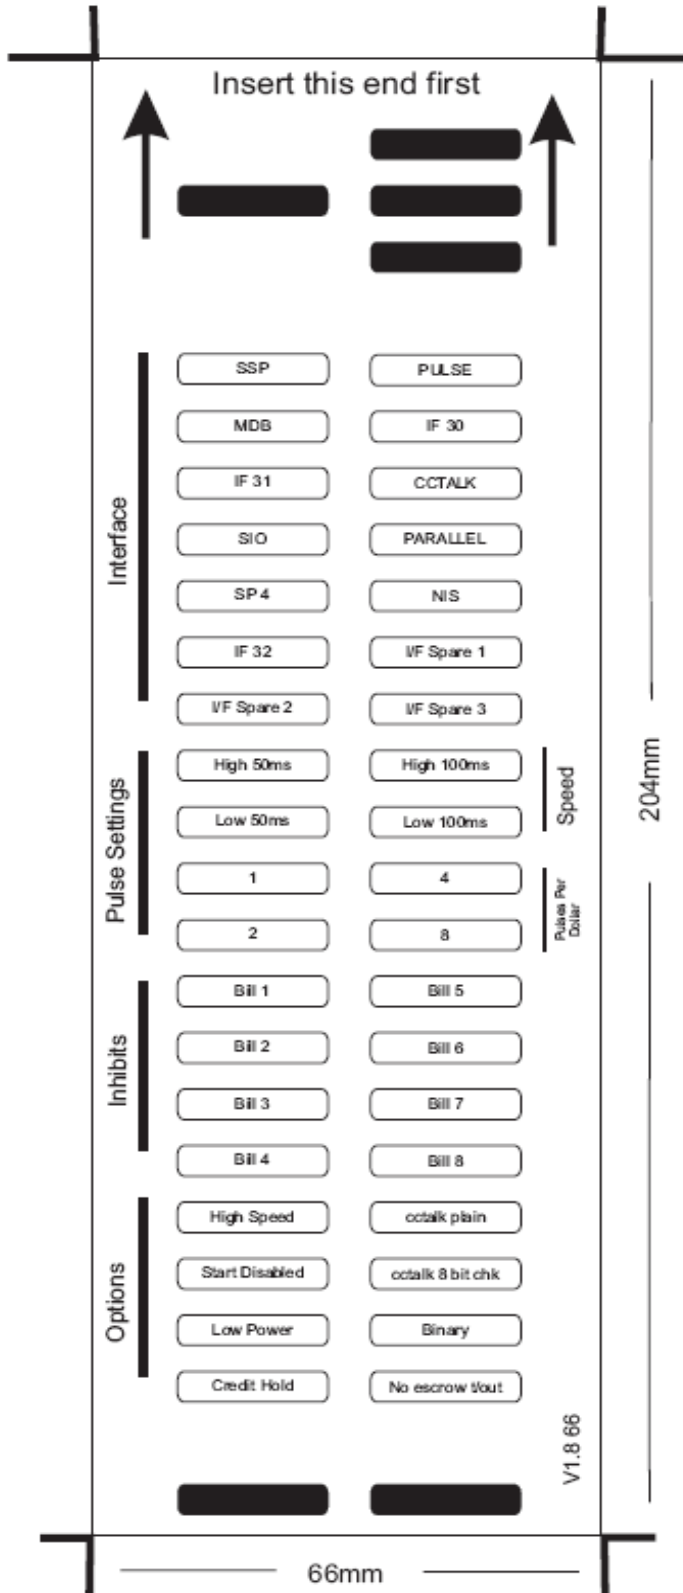 Insert this end first
SSP PULSE
MDB IF 30
IF 31 CCTALK
Interface
SIO PARALLEL
SP4 NIS
IF 32 I/F Spare 1
I/F Spare 2 I/F Spare 3
High 50ms High 100ms
Speed
204mm
Low 50ms Low 100ms
Pulse Settings
1 4
Pulses Per
Dollar
2 8
Bill 1 Bill 5
Bill 2 Bill 6
Inhibits
Bill 3 Bill 7
Bill 4 Bill 8
High Speed cctalk plain
Start Disabled cctalk 8 bit chk
Options
Low Power Binary
Credit Hold No escrow t/out
V1.8 66
66mm